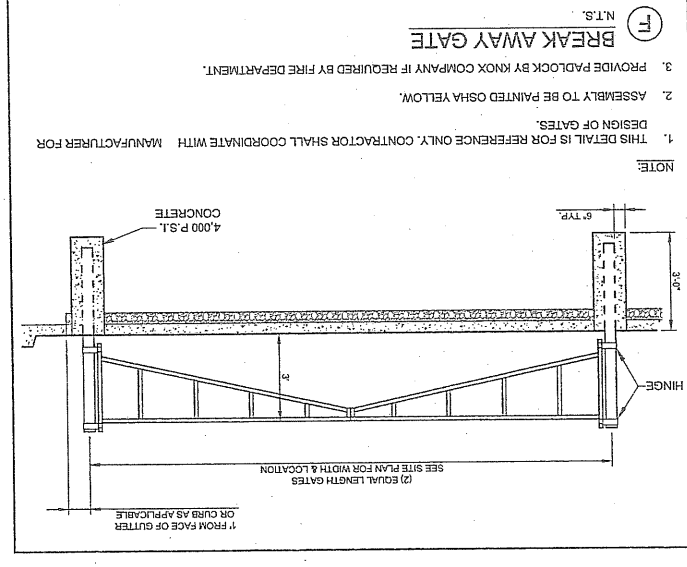 1" FROM FACE OF GUTTER
OR CURB AS APPLICABLE
(2) EQUAL LENGTH GATES
SEE SITE PLAN FOR WIDTH & LOCATION
HINGE
3'
3'-0"
6" TYP.
4,000 P.S.I.
CONCRETE
NOTE:
1. THIS DETAIL IS FOR REFERENCE ONLY. CONTRACTOR SHALL COORDINATE WITH MANUFACTURER FOR
DESIGN OF GATES.
2. ASSEMBLY TO BE PAINTED OSHA YELLOW.
3. PROVIDE PADLOCK BY KNOX COMPANY IF REQUIRED BY FIRE DEPARTMENT.
F
BREAK AWAY GATE
N.T.S.